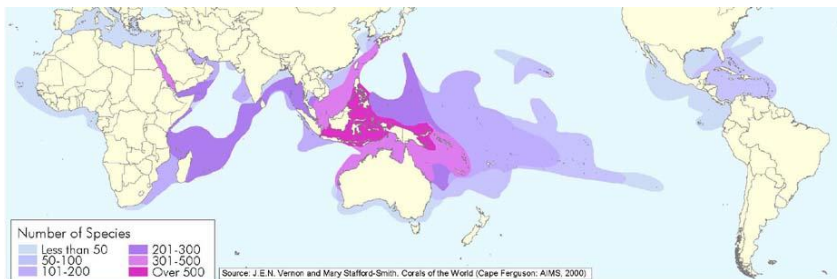 Number of Species
Less than 50
50-100
101-200
201-300
301-500
Over 500
Source: J.E.N. Vernon and Mary Stafford-Smith. Corals of the World (Cape Ferguson: AIMS, 2000)